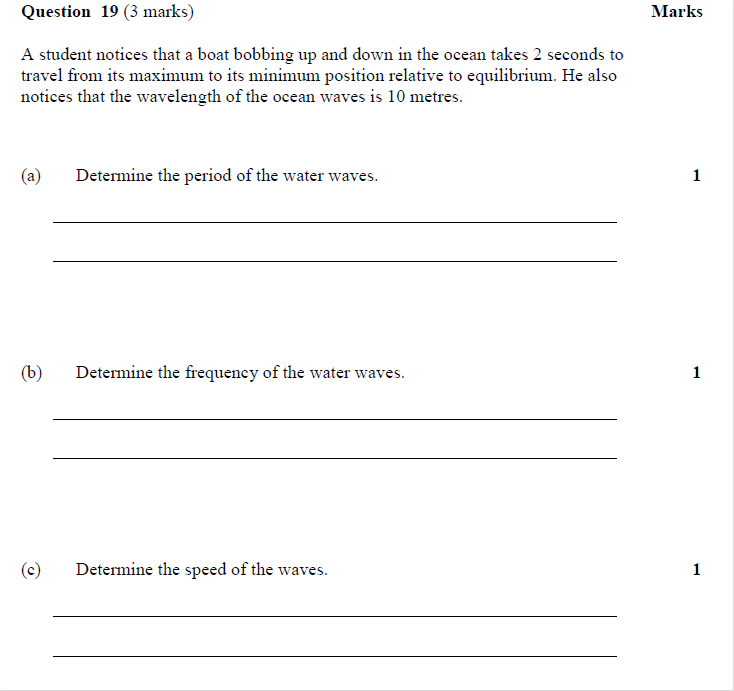 Question 19 (3 marks) Marks
A student notices that a boat bobbing up and down in the ocean takes 2 seconds to
travel from its maximum to its minimum position relative to equilibrium. He also
notices that the wavelength of the ocean waves is 10 metres.
(a) Determine the period of the water waves. 1
(b) Determine the frequency of the water waves. 1
(c) Determine the speed of the waves. 1